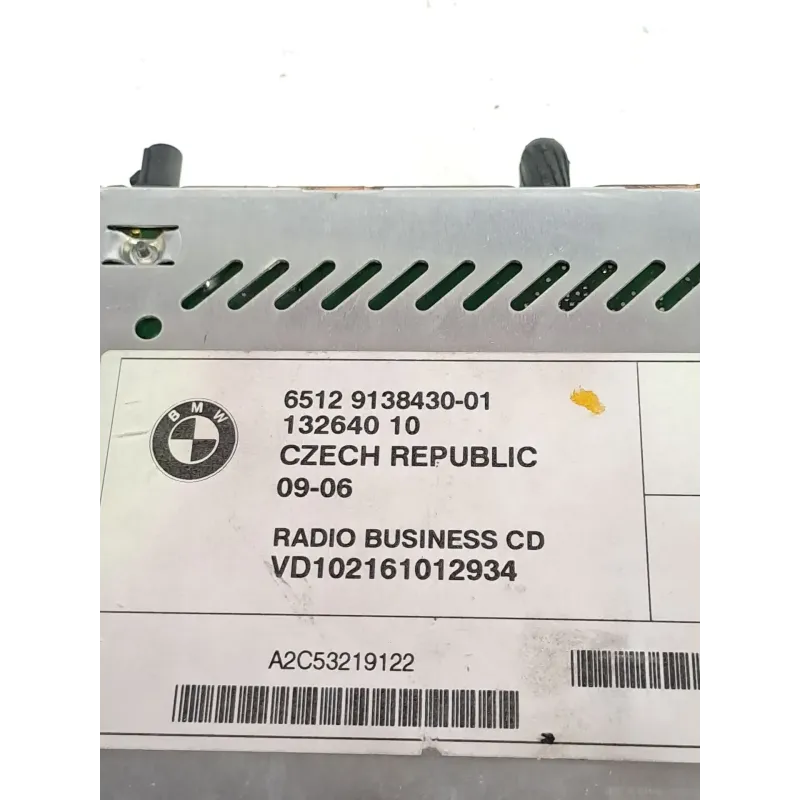 BMW
6512 9138430-01
132640 10
CZECH REPUBLIC
09-06
RADIO BUSINESS CD
VD102161012934
A2C53219122